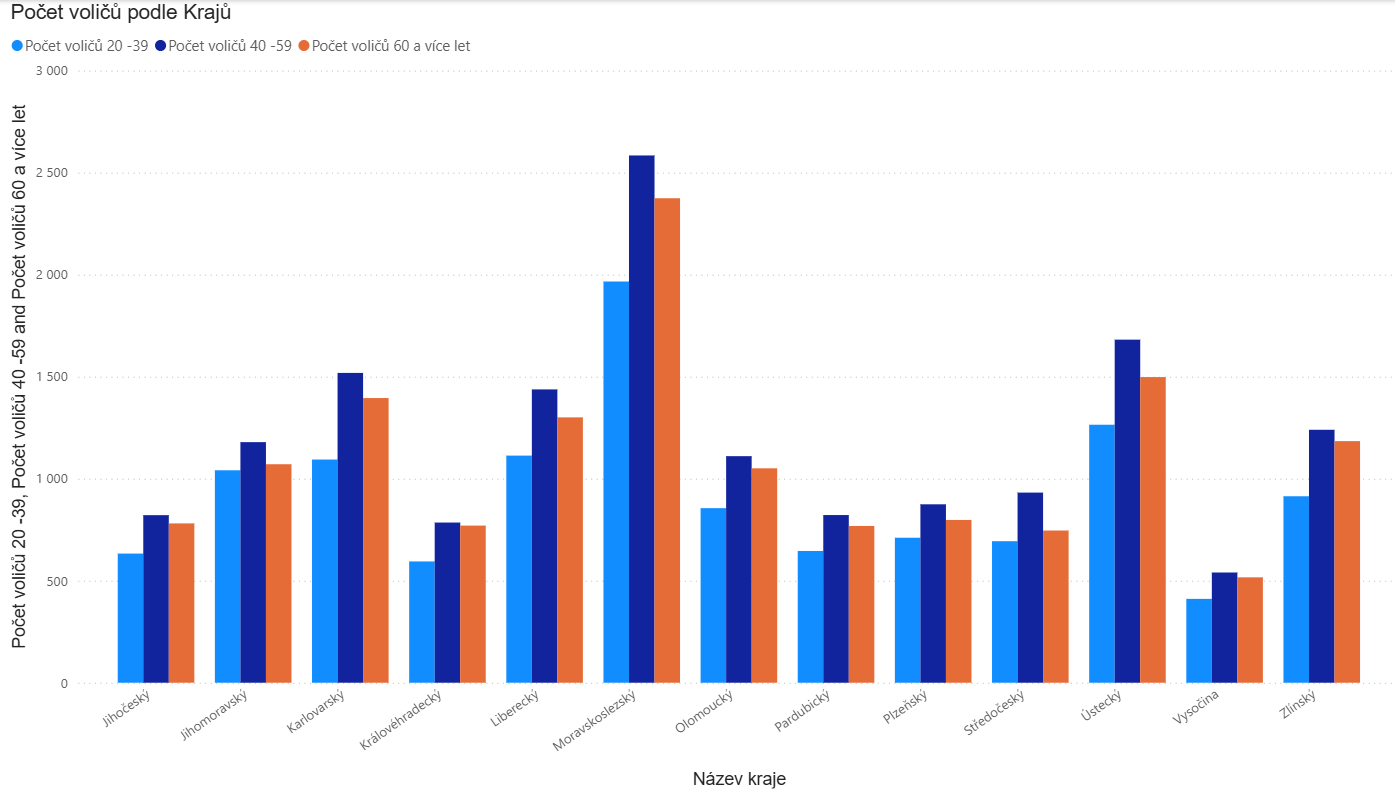 Počet voličů podle Krajů
Počet voličů 20 -39 Počet voličů 40 -59 Počet voličů 60 a více let
Počet voličů 20 -39, Počet voličů 40 -59 and Počet voličů 60 a více let
3 000
2 500
2 000
1 500
1 000
500
0
Jihočeský
Jihomoravský
Karlovarský
Královéhradecký
Liberecký
Moravskoslezský
Olomoucký
Pardubický
Plzeňský
Středočeský
Ústecký
Vysočina
Zlínský
Název kraje